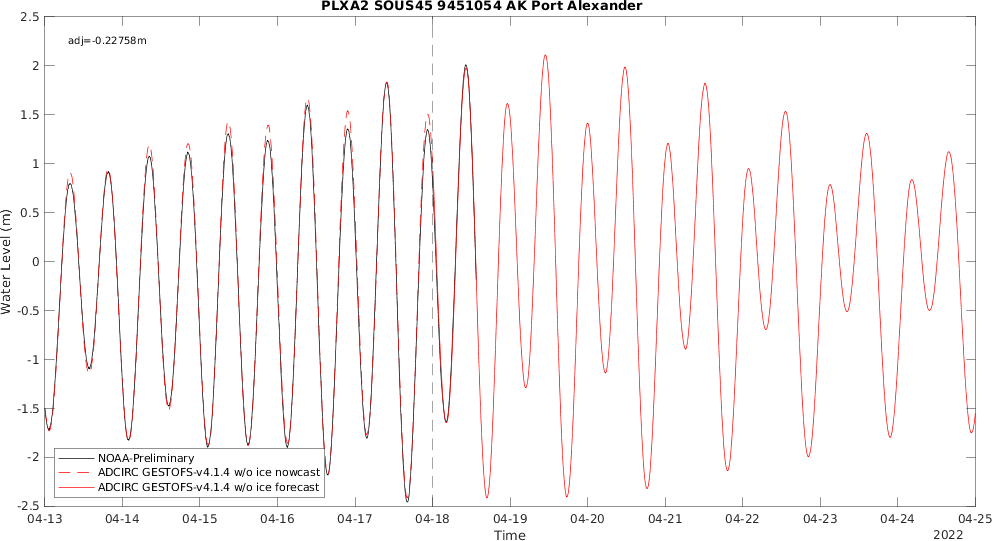 PLXA2 SOUS45 9451054 AK Port Alexander
adj=-0.22758m
Water Level (m)
2.5
2
1.5
1
0.5
0
-0.5
-1
-1.5
-2
-2.5
NOAA-Preliminary
ADCIRC GESTOFS-v4.1.4 w/o ice nowcast
ADCIRC GESTOFS-v4.1.4 w/o ice forecast
04-13 04-14 04-15 04-16 04-17 04-18 04-19 04-20 04-21 04-22 04-23 04-24 04-25
Time
2022